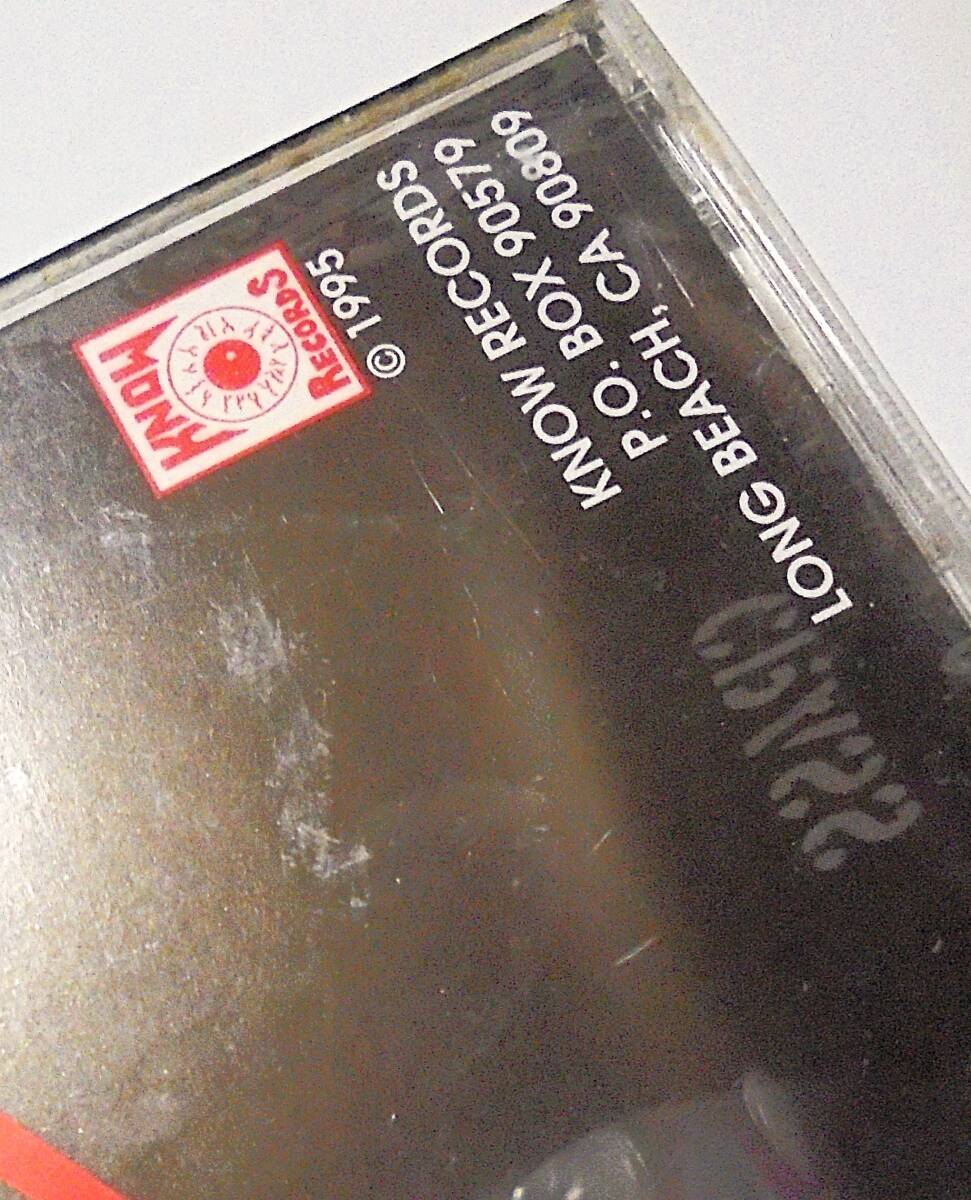 KNOW
RECORDS
© 1995
KNOW RECORDS
P.O. BOX 90579
LONG BEACH, CA 90809